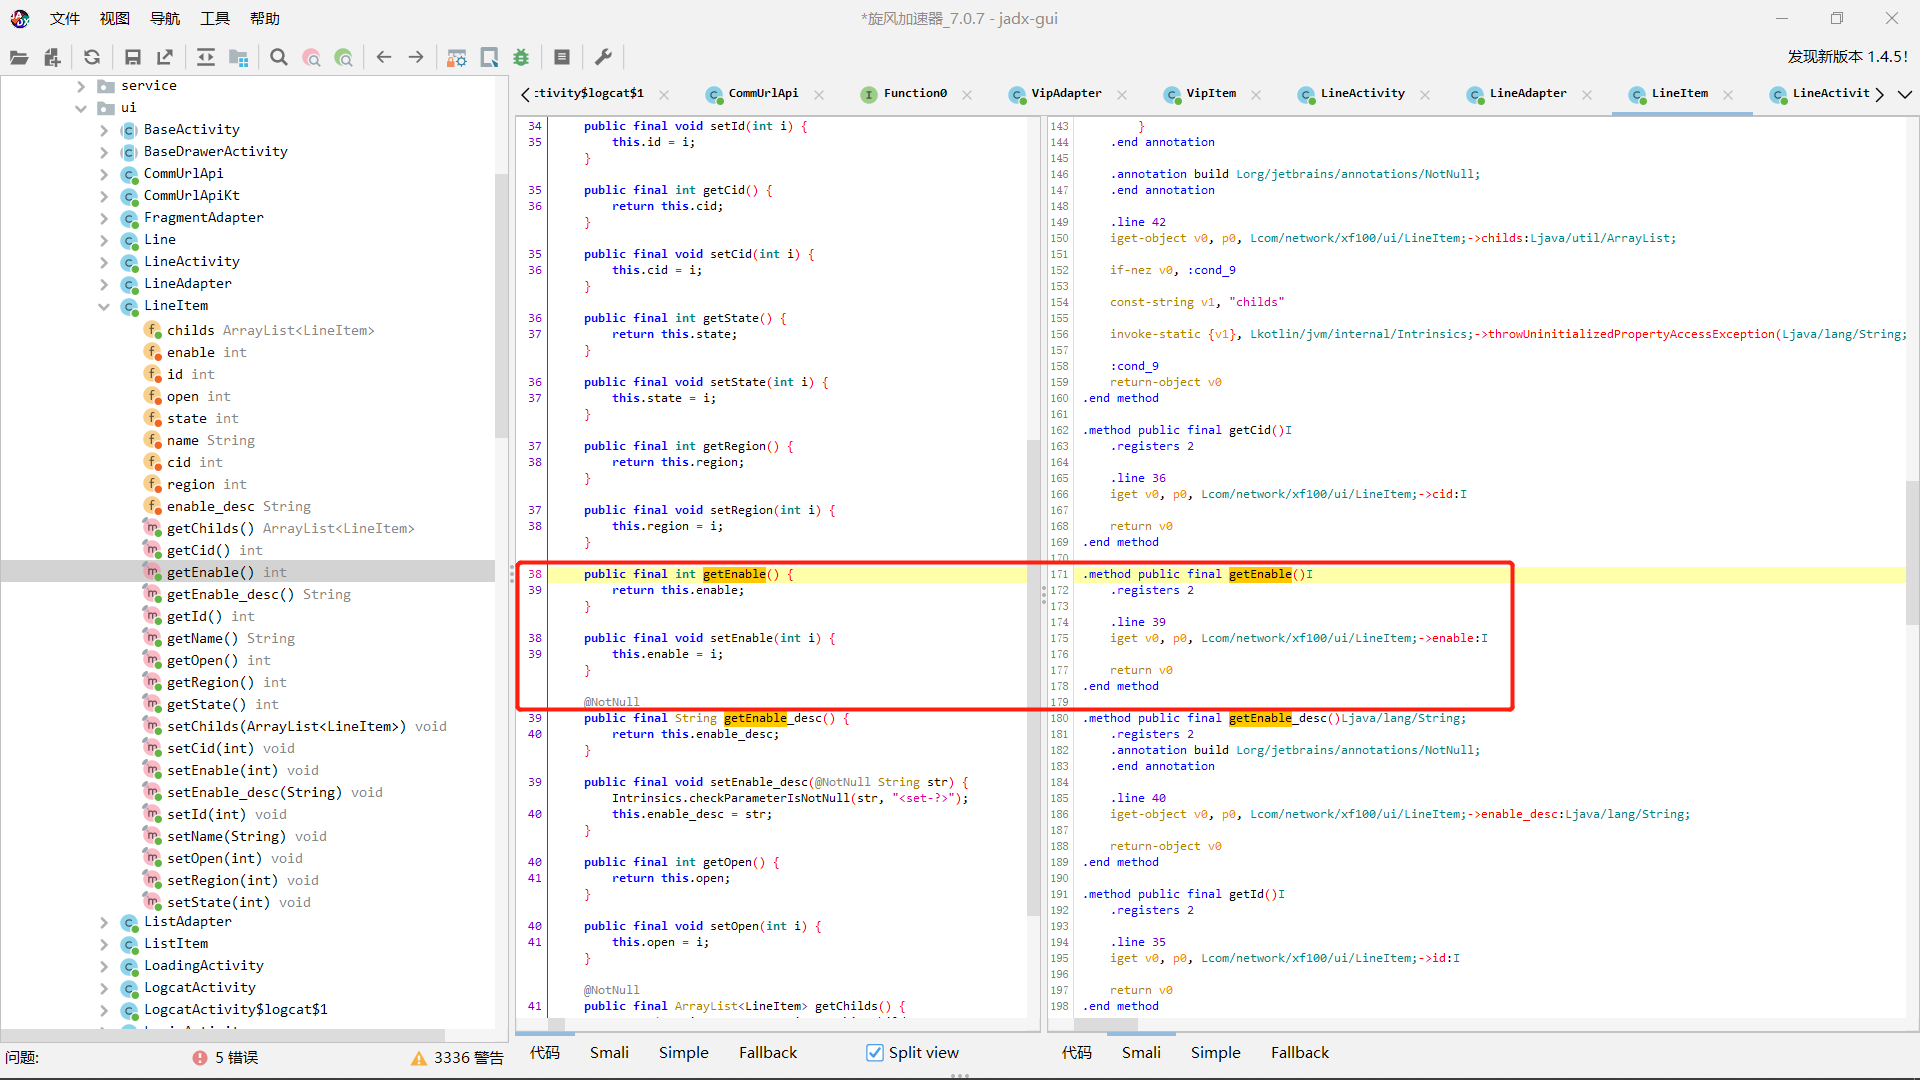 文件 视图 导航 工具 帮助
*旋风加速器_7.0.7 - jadx-gui
发现新版本 1.4.5!
service
ui
BaseActivity
BaseDrawerActivity
CommUrlApi
CommUrlApiKt
FragmentAdapter
Line
LineActivity
LineAdapter
LineItem
childs ArrayList<LineItem>
enable int
id int
open int
state int
name String
cid int
region int
enable_desc String
getChilds() ArrayList<LineItem>
getCid() int
getEnable() int
getEnable_desc() String
getId() int
getName() String
getOpen() int
getRegion() int
getState() int
setChilds(ArrayList<LineItem>) void
setCid(int) void
setEnable(int) void
setEnable_desc(String) void
setId(int) void
setName(String) void
setOpen(int) void
setRegion(int) void
setState(int) void
ListAdapter
ListItem
LoadingActivity
LogcatActivity
LogcatActivity$logcat$1
问题: 5 错误 3336 警告
ctivity$logcat$1 CommUrlApi Function0 VipAdapter VipItem LineActivity LineAdapter LineItem LineActivit
34 public final void setId(int i) {
35 this.id = i;
}
35 public final int getCid() {
36 return this.cid;
}
35 public final void setCid(int i) {
36 this.cid = i;
}
36 public final int getState() {
37 return this.state;
}
36 public final void setState(int i) {
37 this.state = i;
}
37 public final int getRegion() {
38 return this.region;
}
37 public final void setRegion(int i) {
38 this.region = i;
}
38 public final int getEnable() {
39 return this.enable;
}
38 public final void setEnable(int i) {
39 this.enable = i;
}
@NotNull
39 public final String getEnable_desc() {
40 return this.enable_desc;
}
39 public final void setEnable_desc(@NotNull String str) {
Intrinsics.checkParameterIsNotNull(str, "<set-?>");
40 this.enable_desc = str;
}
40 public final int getOpen() {
41 return this.open;
}
40 public final void setOpen(int i) {
41 this.open = i;
}
@NotNull
41 public final ArrayList<LineItem> getChilds() {
代码 Smali Simple Fallback Split view
143 }
144 .end annotation
145
146 .annotation build Lorg/jetbrains/annotations/NotNull;
147 .end annotation
148
149 .line 42
150 iget-object v0, p0, Lcom/network/xf100/ui/LineItem;->childs:Ljava/util/ArrayList;
151
152 if-nez v0, :cond_9
153
154 const-string v1, "childs"
155
156 invoke-static {v1}, Lkotlin/jvm/internal/Intrinsics;->throwUninitializedPropertyAccessException(Ljava/lang/String;
157
158 :cond_9
159 return-object v0
160 .end method
161
162 .method public final getCid()I
163 .registers 2
164
165 .line 36
166 iget v0, p0, Lcom/network/xf100/ui/LineItem;->cid:I
167
168 return v0
169 .end method
170
171 .method public final getEnable()I
172 .registers 2
173
174 .line 39
175 iget v0, p0, Lcom/network/xf100/ui/LineItem;->enable:I
176
177 return v0
178 .end method
179
180 .method public final getEnable_desc()Ljava/lang/String;
181 .registers 2
182 .annotation build Lorg/jetbrains/annotations/NotNull;
183 .end annotation
184
185 .line 40
186 iget-object v0, p0, Lcom/network/xf100/ui/LineItem;->enable_desc:Ljava/lang/String;
187
188 return-object v0
189 .end method
190
191 .method public final getId()I
192 .registers 2
193
194 .line 35
195 iget v0, p0, Lcom/network/xf100/ui/LineItem;->id:I
196
197 return v0
198 .end method
代码 Smali Simple Fallback